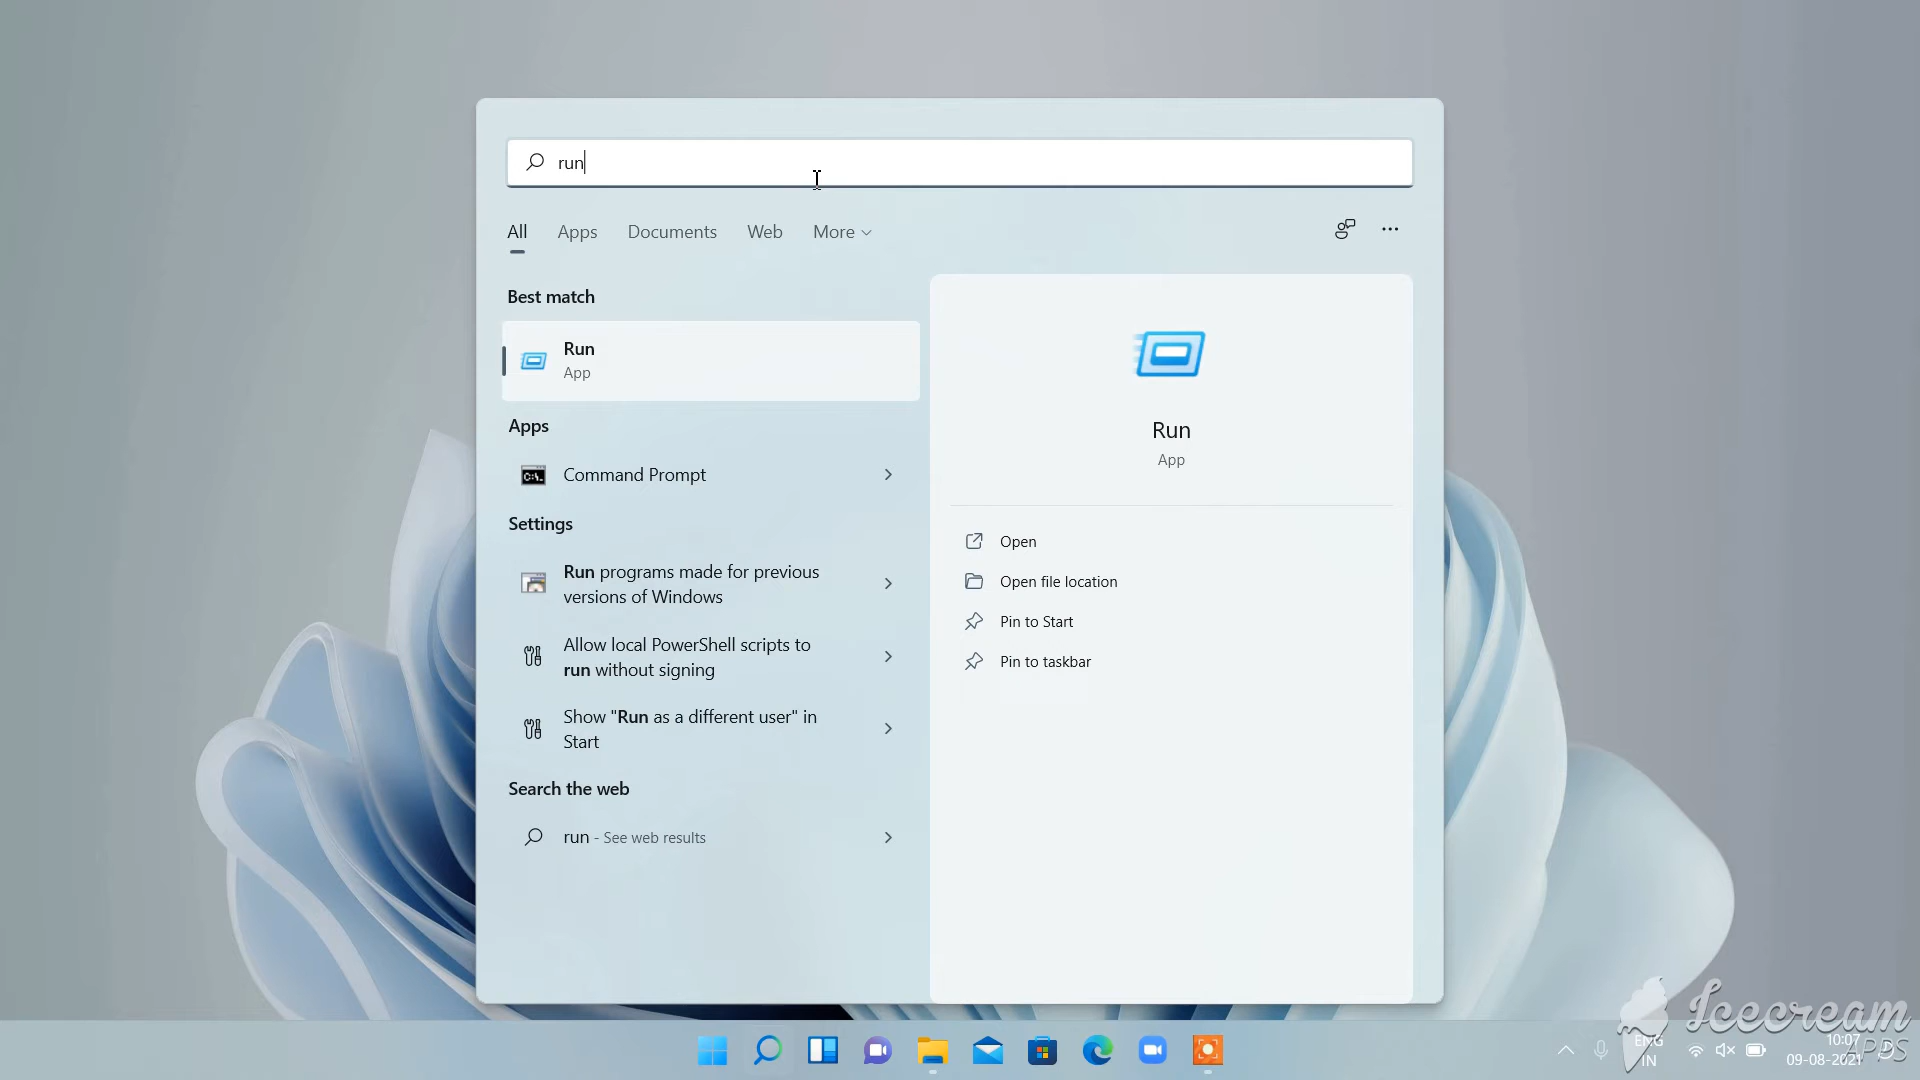 run
All
Apps
Documents
Web
More
Best match
Run
App
Apps
Command Prompt
Settings
Run programs made for previous
versions of Windows
Allow local PowerShell scripts to
run without signing
Show "Run as a different user" in
Start
Search the web
run - See web results
Run
App
Open
Open file location
Pin to Start
Pin to taskbar
ENG
IN
10:07
09-08-2021
Icecream
APPS